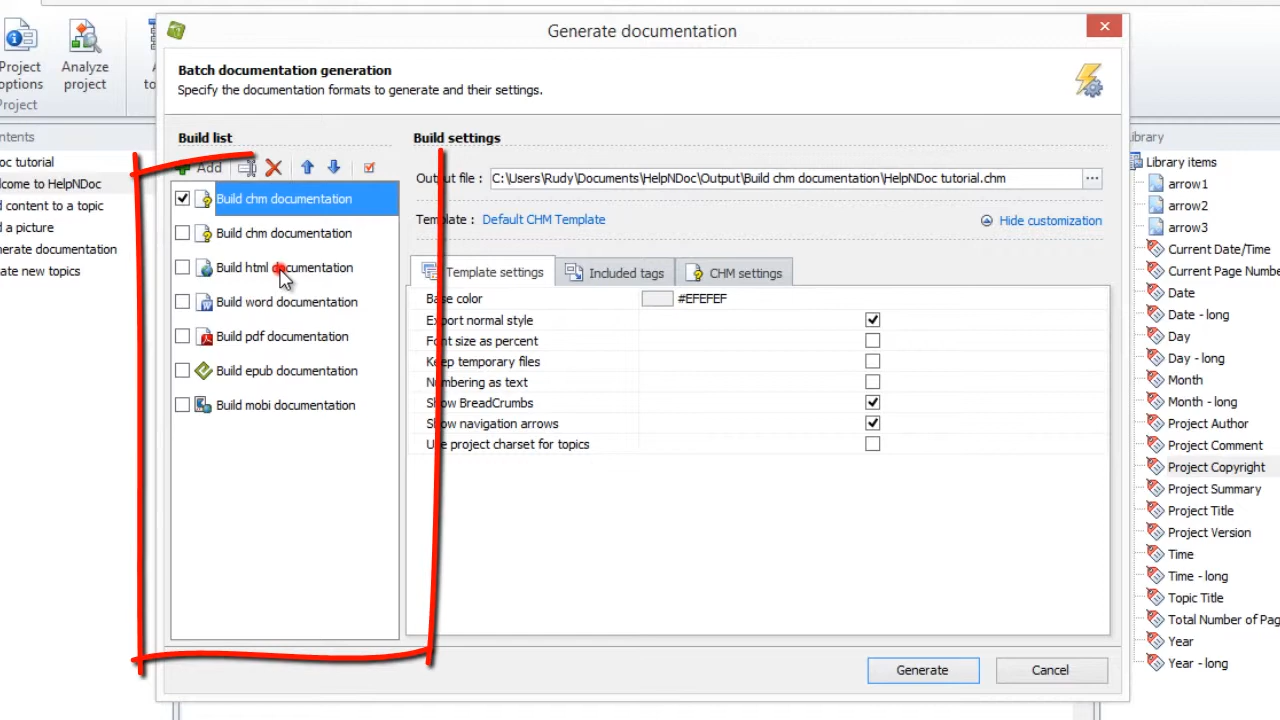 Generate documentation
Project
options
Analyze
project
Project
Batch documentation generation
Specify the documentation formats to generate and their settings.
Build list
Add
Build chm documentation
Build chm documentation
Build html documentation
Build word documentation
Build pdf documentation
Build epub documentation
Build mobi documentation
Build settings
Output file :
C:\Users\Rudy\Documents\HelpNDoc\Output\Build chm documentation\HelpNDoc tutorial.chm
...
Template :
Default CHM Template
Hide customization
Template settings
Included tags
CHM settings
Base color
#EFEFEF
Export normal style
Font size as percent
Keep temporary files
Numbering as text
Show BreadCrumbs
Show navigation arrows
Use project charset for topics
Generate
Cancel
ntents
oc tutorial
lcome to HelpNDoc
d content to a topic
d a picture
nerate documentation
ate new topics
ibrary
Library items
arrow1
arrow2
arrow3
Current Date/Time
Current Page Numbe
Date
Date - long
Day
Day - long
Month
Month - long
Project Author
Project Comment
Project Copyright
Project Summary
Project Title
Project Version
Time
Time - long
Topic Title
Total Number of Pag
Year
Year - long